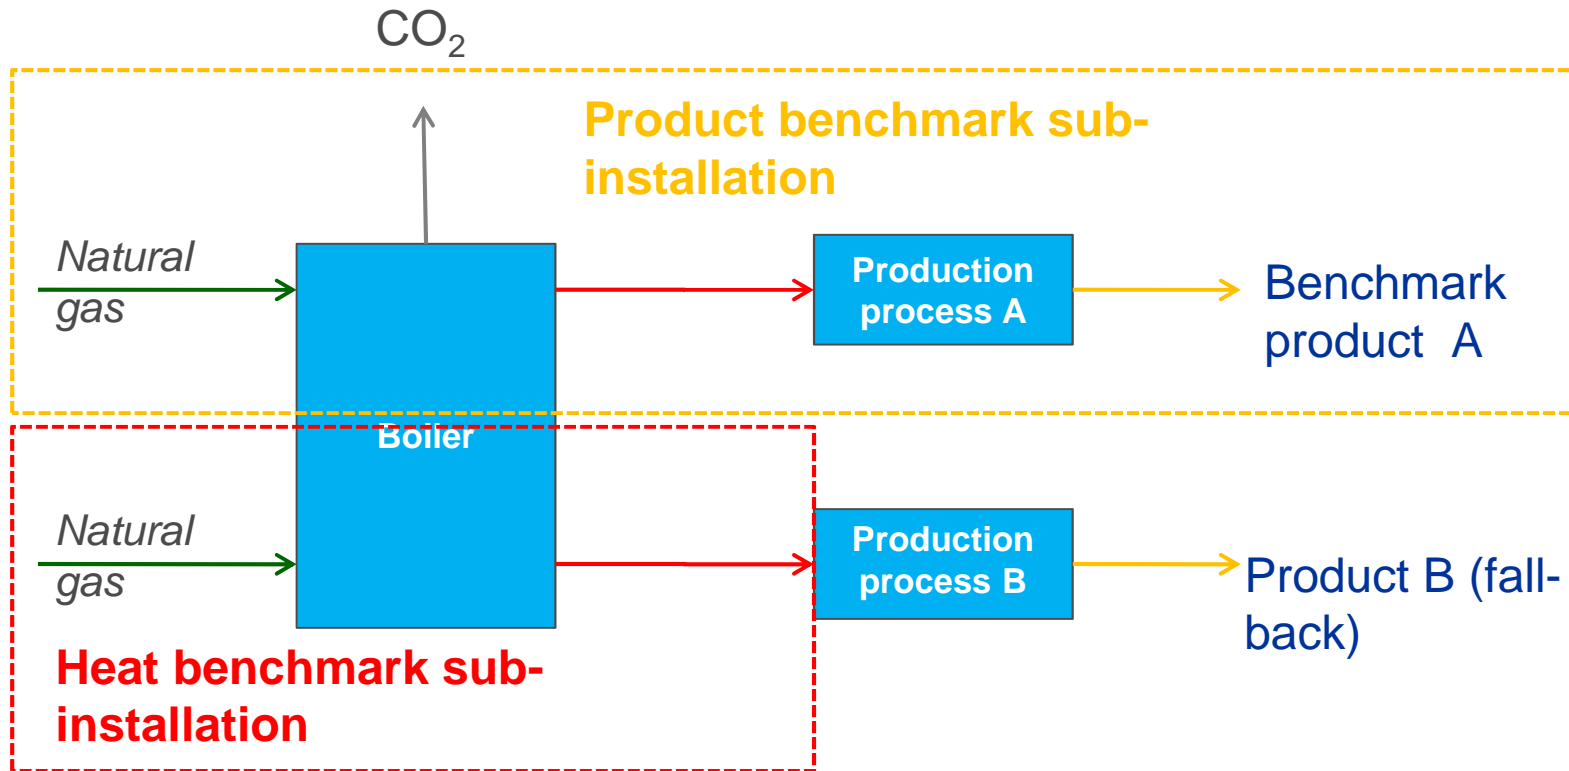 CO₂
Product benchmark sub-
installation
Natural
gas
Production
process A
Benchmark
product A
Boiler
Natural
gas
Production
process B
Product B (fall-
back)
Heat benchmark sub-
installation